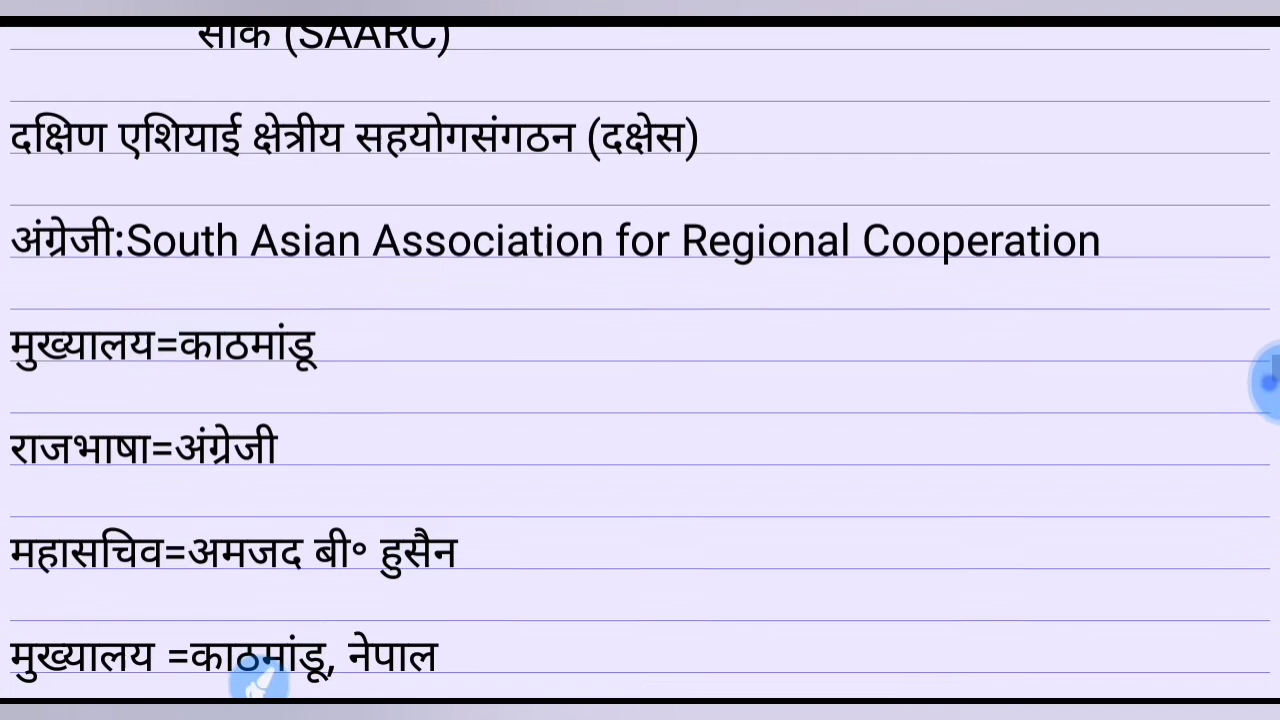 सार्क (SAARC)
दक्षिण एशियाई क्षेत्रीय सहयोगसंगठन (दक्षेस)
अंग्रेजी:South Asian Association for Regional Cooperation
मुख्यालय=काठमांडू
राजभाषा=अंग्रेजी
महासचिव=अमजद बी॰ हुसैन
मुख्यालय =काठमांडू, नेपाल